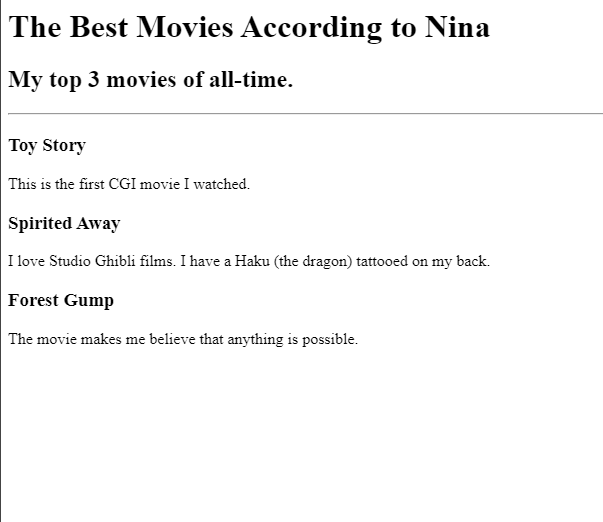 The Best Movies According to Nina
My top 3 movies of all-time.
Toy Story
This is the first CGI movie I watched.
Spirited Away
I love Studio Ghibli films. I have a Haku (the dragon) tattooed on my back.
Forest Gump
The movie makes me believe that anything is possible.